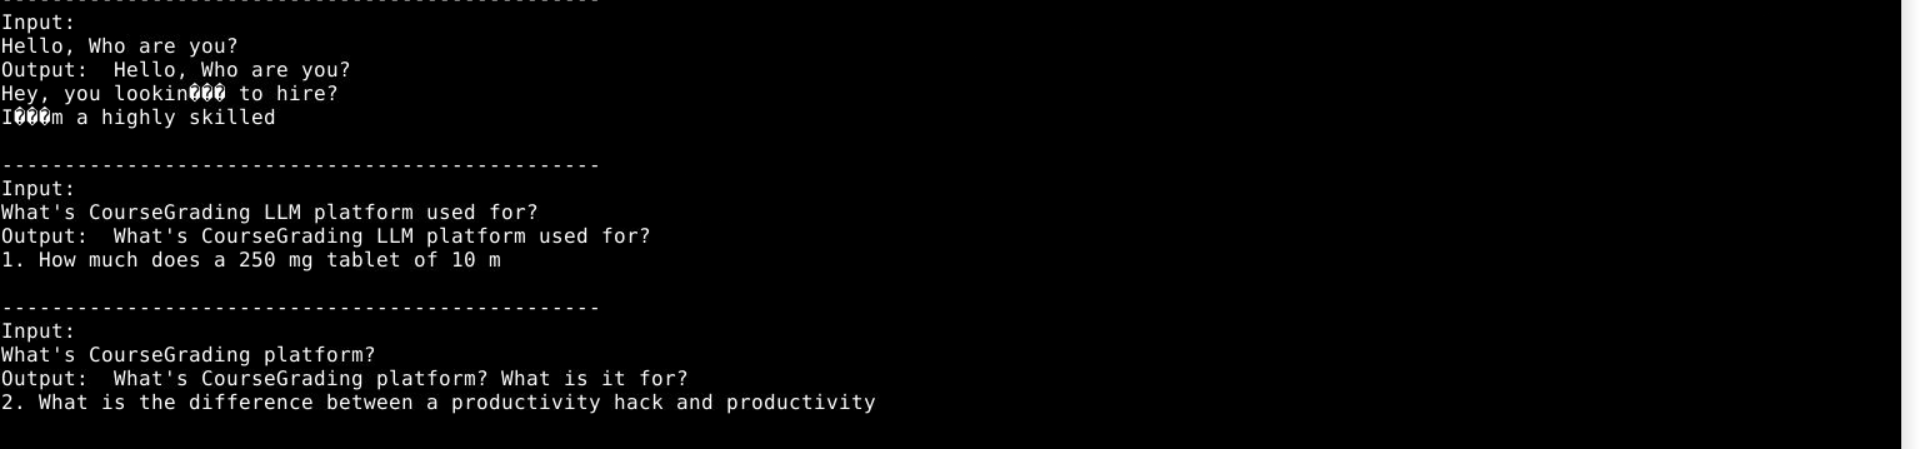 ------------------------------------------------
Input:
Hello, Who are you?
Output:  Hello, Who are you?
Hey, you lookin��� to hire?
I���m a highly skilled
------------------------------------------------
Input:
What's CourseGrading LLM platform used for?
Output:  What's CourseGrading LLM platform used for?
1. How much does a 250 mg tablet of 10 m
------------------------------------------------
Input:
What's CourseGrading platform?
Output:  What's CourseGrading platform? What is it for?
2. What is the difference between a productivity hack and productivity